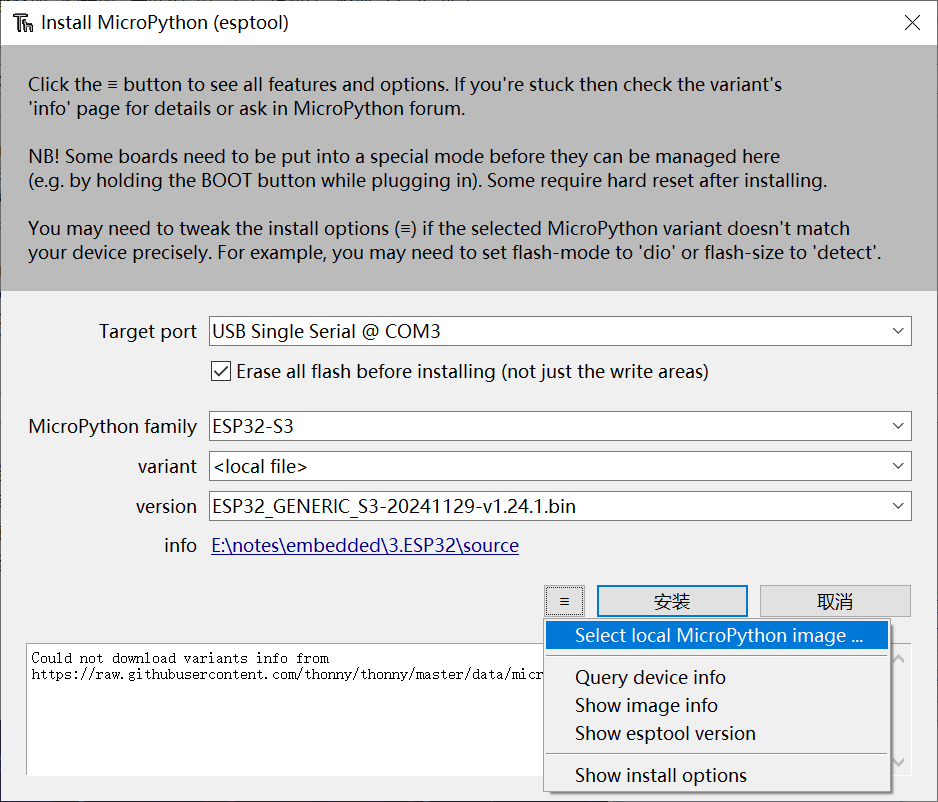 Install MicroPython (esptool)
Click the ≡ button to see all features and options. If you're stuck then check the variant's
'info' page for details or ask in MicroPython forum.
NB! Some boards need to be put into a special mode before they can be managed here
(e.g. by holding the BOOT button while plugging in). Some require hard reset after installing.
You may need to tweak the install options (≡) if the selected MicroPython variant doesn't match
your device precisely. For example, you may need to set flash-mode to 'dio' or flash-size to 'detect'.
Target port USB Single Serial @ COM3
Erase all flash before installing (not just the write areas)
MicroPython family ESP32-S3
variant <local file>
version ESP32_GENERIC_S3-20241129-v1.24.1.bin
info E:\notes\embedded\3.ESP32\source
≡ 安装 取消
Select local MicroPython image ...
Could not download variants info from
https://raw.githubusercontent.com/thonny/thonny/master/data/micr
Query device info
Show image info
Show esptool version
Show install options